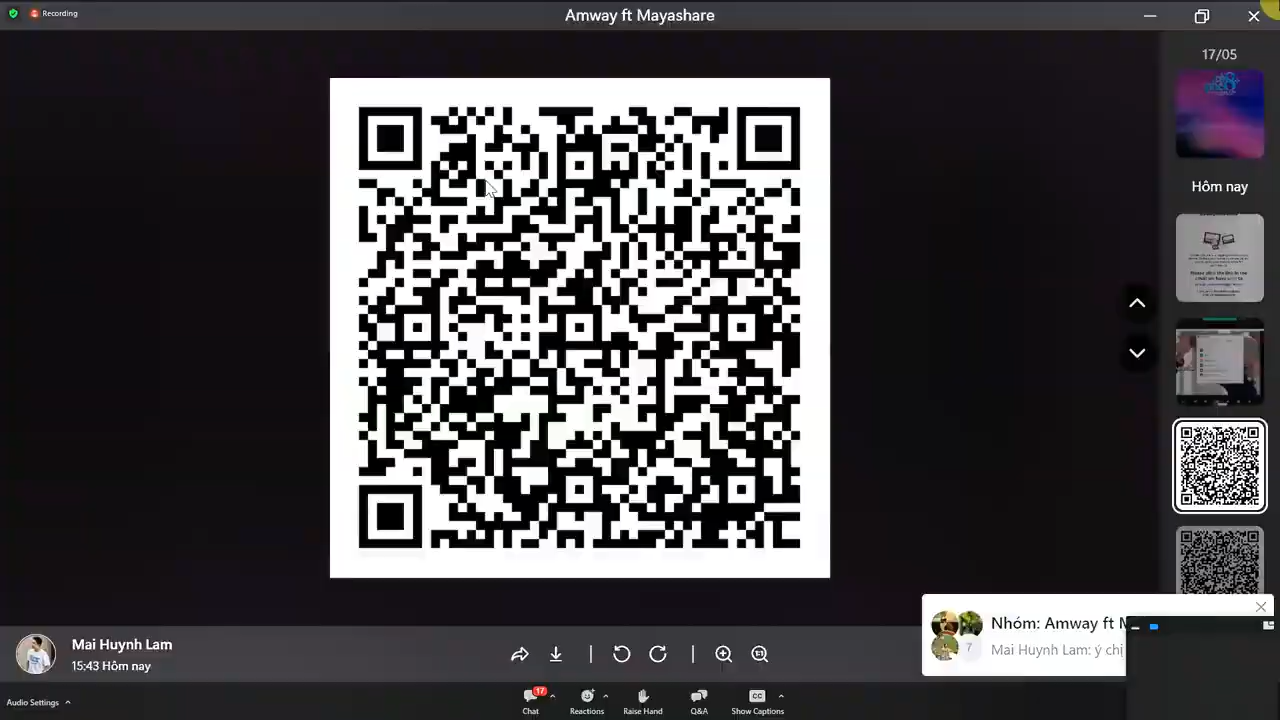 Recording
Amway ft Mayashare
17/05
Hôm nay
Mai Huynh Lam
15:43 Hôm nay
Nhóm: Amway ft M
7
Mai Huynh Lam: ý chị
Audio Settings
17
Chat
Reactions
Raise Hand
Q&A
CC
Show Captions